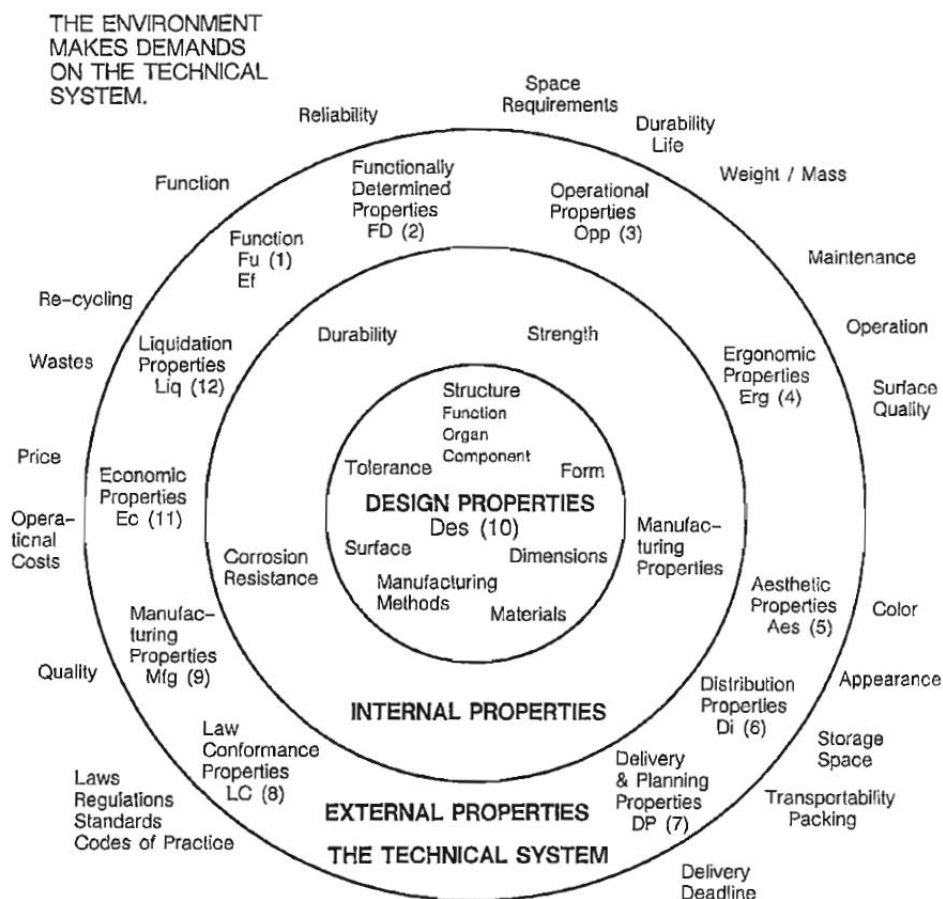 THE ENVIRONMENT
MAKES DEMANDS
ON THE TECHNICAL
SYSTEM.
Reliability
Space
Requirements
Durability
Life
Weight / Mass
Function
Maintenance
Re-cycling
Operation
Wastes
Surface
Quality
Price
Opera-
tional
Costs
Color
Quality
Appearance
Storage
Space
Laws
Regulations
Standards
Codes of Practice
Transportability
Packing
Delivery
Deadline
Functionally
Determined
Properties
FD (2)
Operational
Properties
Opp (3)
Function
Fu (1)
Ef
Liquidation
Properties
Liq (12)
Ergonomic
Properties
Erg (4)
Economic
Properties
Ec (11)
Aesthetic
Properties
Aes (5)
Manufac-
turing
Properties
Mfg (9)
Distribution
Properties
Di (6)
Law
Conformance
Properties
LC (8)
Delivery
& Planning
Properties
DP (7)
EXTERNAL PROPERTIES
THE TECHNICAL SYSTEM
Durability
Strength
Corrosion
Resistance
Manufac-
turing
Properties
INTERNAL PROPERTIES
Structure
Function
Organ
Component
Tolerance
Form
DESIGN PROPERTIES
Des (10)
Surface
Dimensions
Manufacturing
Methods
Materials